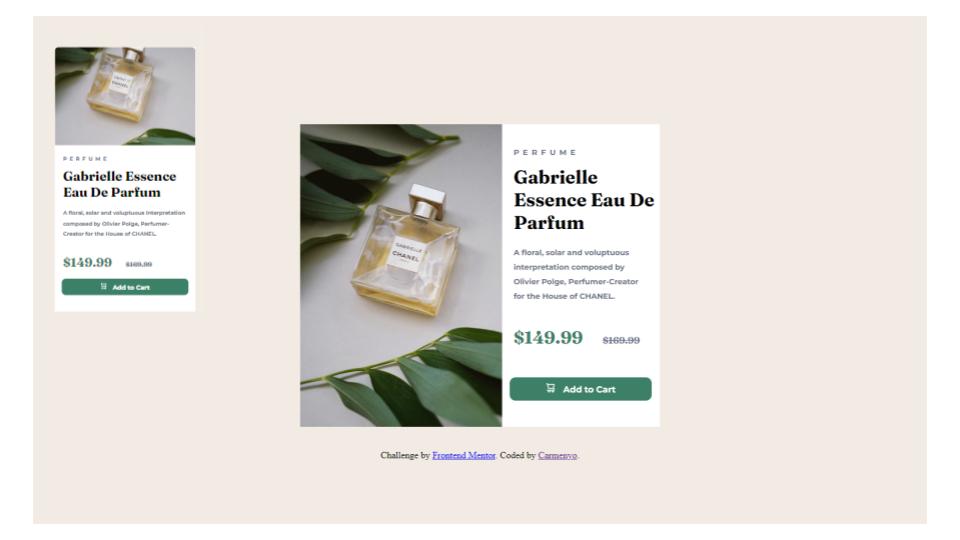 PERFUME
Gabrielle Essence
Eau De Parfum
A floral, solar and voluptuous interpretation
composed by Olivier Polge, Perfumer-
Creator for the House of CHANEL.
$149.99 $169.99
Add to Cart
GABRIELLE
CHANEL
PERFUME
Gabrielle
Essence Eau De
Parfum
A floral, solar and voluptuous
interpretation composed by
Olivier Polge, Perfumer-Creator
for the House of CHANEL.
$149.99 $169.99
Add to Cart
Challenge by Frontend Mentor. Coded by Carmenvo.